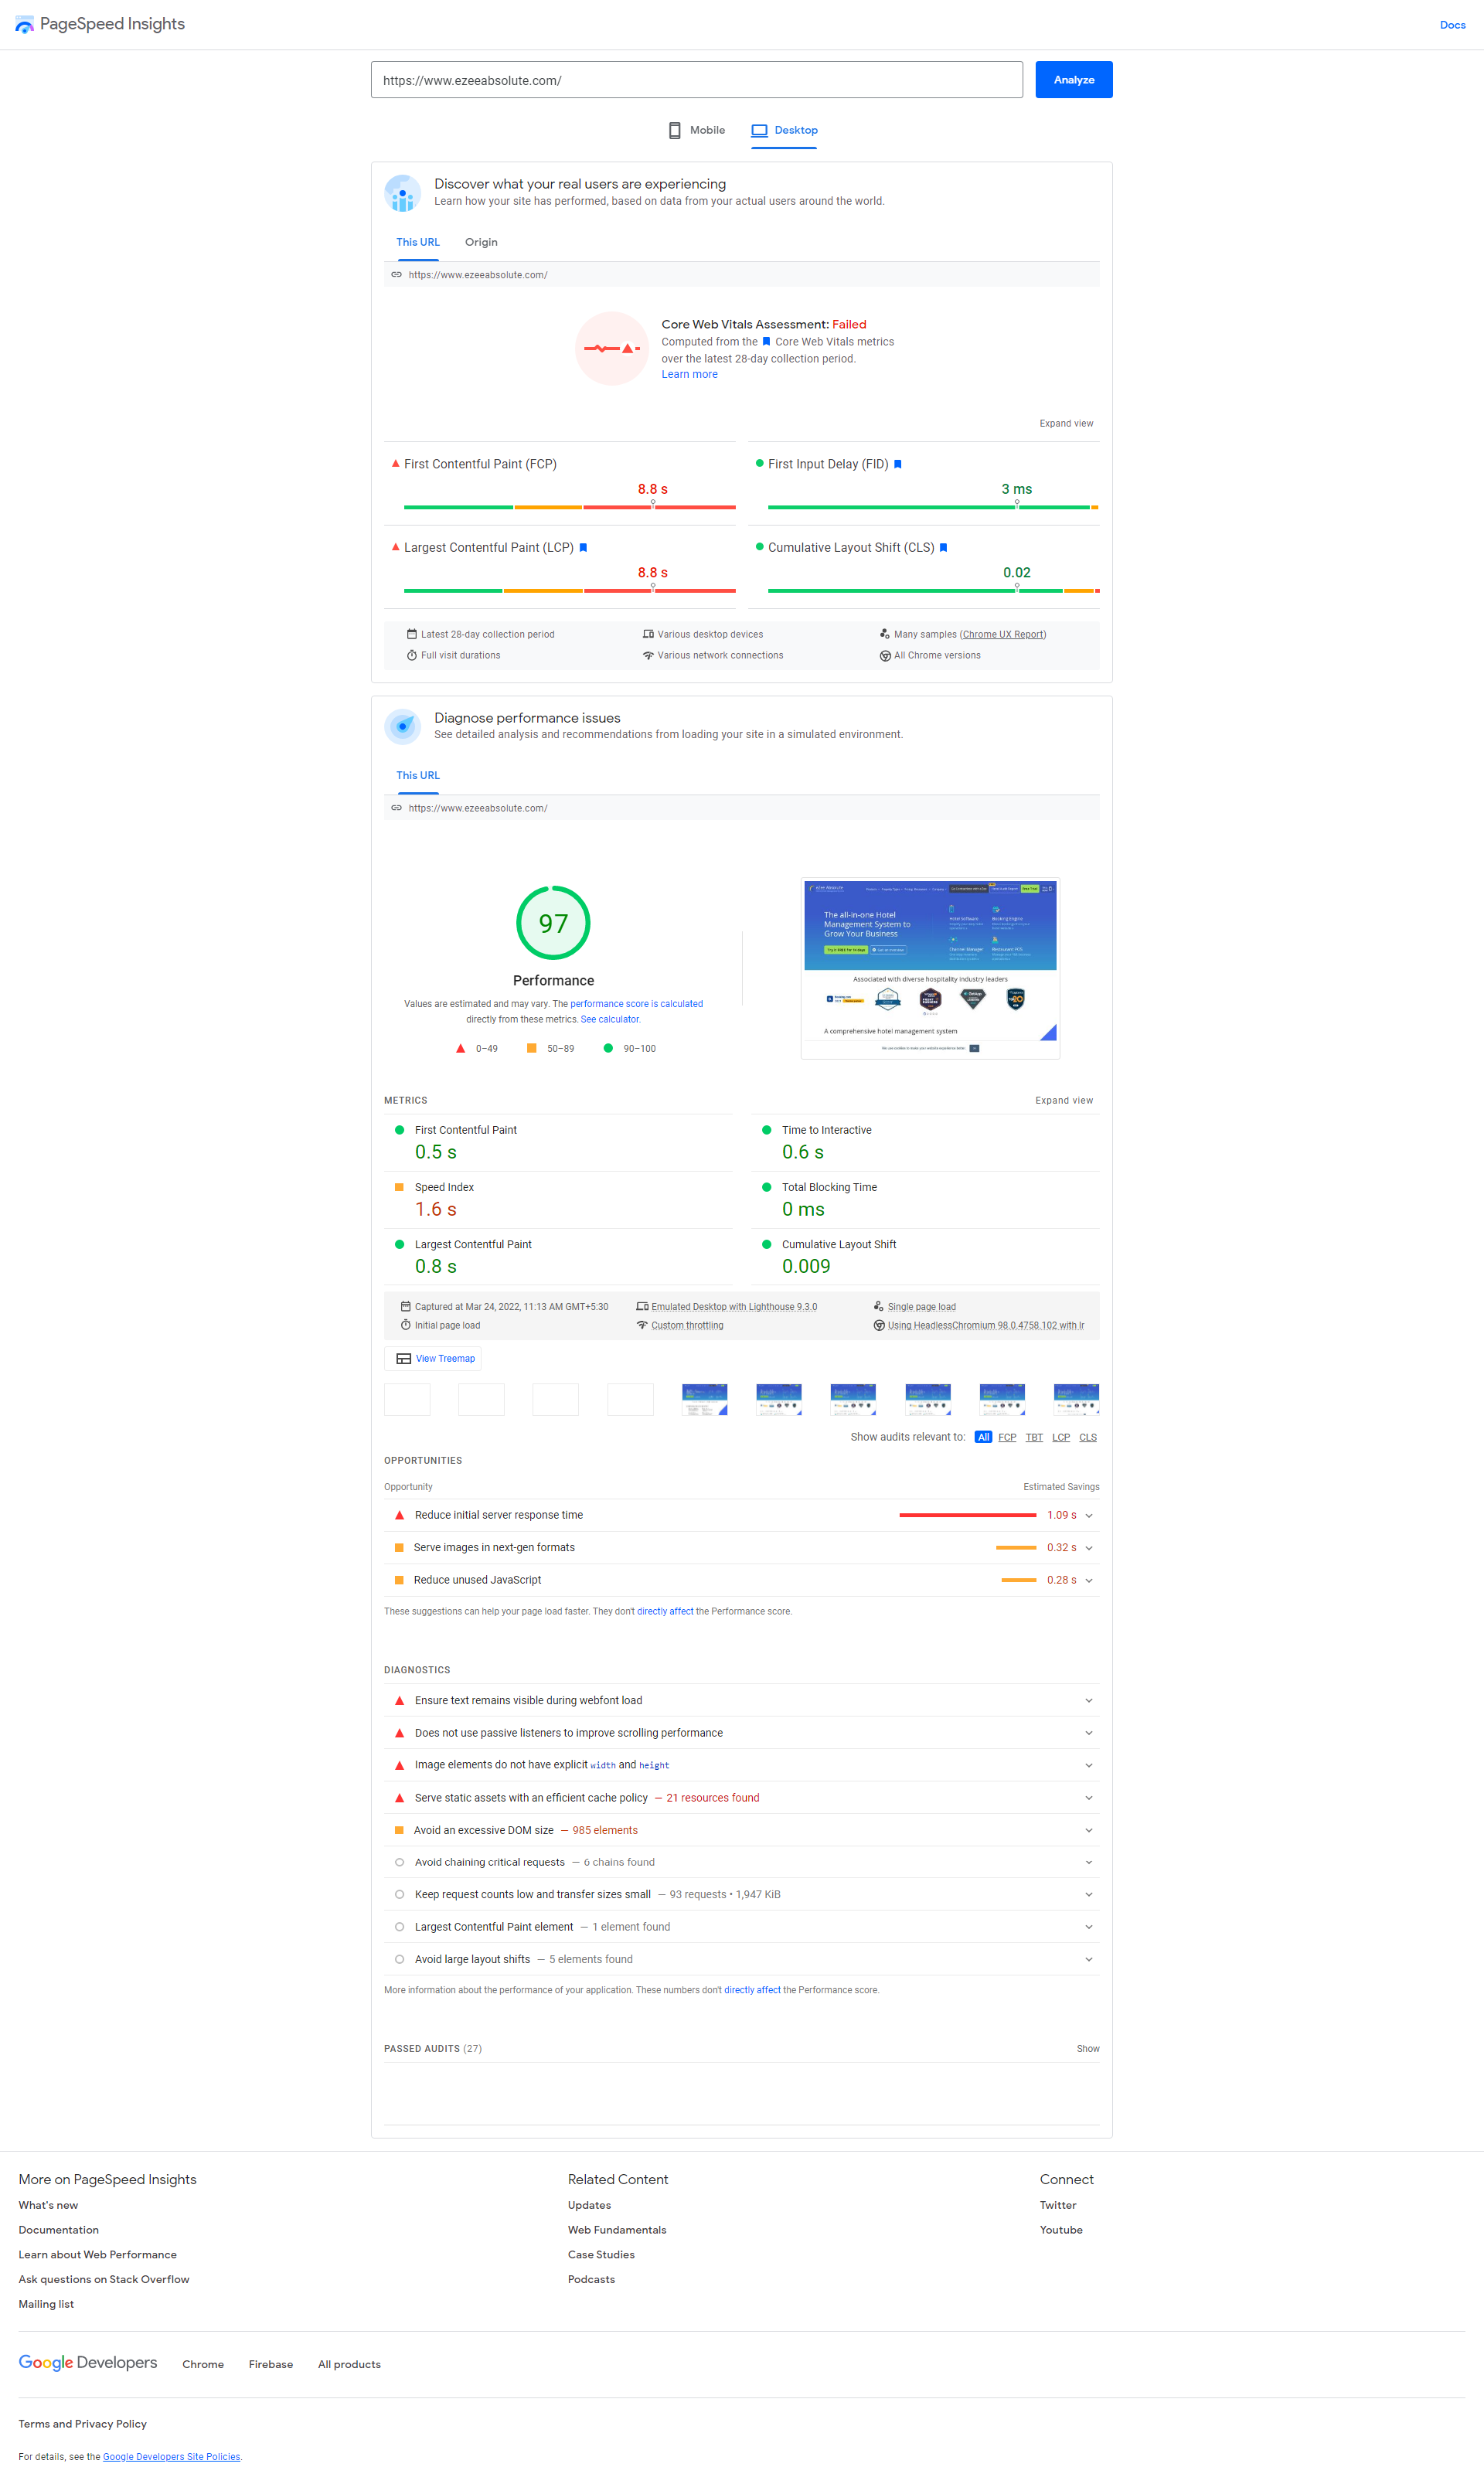 PageSpeed Insights
Docs
https://www.ezeeabsolute.com/
Analyze
Mobile
Desktop
Discover what your real users are experiencing
Learn how your site has performed, based on data from your actual users around the world.
This URL
Origin
https://www.ezeeabsolute.com/
Core Web Vitals Assessment: Failed
Computed from the Core Web Vitals metrics
over the latest 28-day collection period.
Learn more
Expand view
First Contentful Paint (FCP)
8.8 s
First Input Delay (FID)
3 ms
Largest Contentful Paint (LCP)
8.8 s
Cumulative Layout Shift (CLS)
0.02
Latest 28-day collection period
Various desktop devices
Many samples (Chrome UX Report)
Full visit durations
Various network connections
All Chrome versions
Diagnose performance issues
See detailed analysis and recommendations from loading your site in a simulated environment.
This URL
https://www.ezeeabsolute.com/
97
Performance
Values are estimated and may vary. The performance score is calculated
directly from these metrics. See calculator.
0–49
50–89
90–100
The all-in-one Hotel
Management System to
Grow Your Business
Associated with diverse hospitality industry leaders
A comprehensive hotel management system
METRICS
Expand view
First Contentful Paint
0.5 s
Time to Interactive
0.6 s
Speed Index
1.6 s
Total Blocking Time
0 ms
Largest Contentful Paint
0.8 s
Cumulative Layout Shift
0.009
Captured at Mar 24, 2022, 11:13 AM GMT+5:30
Emulated Desktop with Lighthouse 9.3.0
Single page load
Initial page load
Custom throttling
Using HeadlessChromium 98.0.4758.102 with lr
View Treemap
Show audits relevant to: All FCP TBT LCP CLS
OPPORTUNITIES
Opportunity
Estimated Savings
Reduce initial server response time
1.09 s
Serve images in next-gen formats
0.32 s
Reduce unused JavaScript
0.28 s
These suggestions can help your page load faster. They don't directly affect the Performance score.
DIAGNOSTICS
Ensure text remains visible during webfont load
Does not use passive listeners to improve scrolling performance
Image elements do not have explicit width and height
Serve static assets with an efficient cache policy — 21 resources found
Avoid an excessive DOM size — 985 elements
Avoid chaining critical requests — 6 chains found
Keep request counts low and transfer sizes small — 93 requests • 1,947 KiB
Largest Contentful Paint element — 1 element found
Avoid large layout shifts — 5 elements found
More information about the performance of your application. These numbers don't directly affect the Performance score.
PASSED AUDITS (27)
Show
More on PageSpeed Insights
What's new
Documentation
Learn about Web Performance
Ask questions on Stack Overflow
Mailing list
Related Content
Updates
Web Fundamentals
Case Studies
Podcasts
Connect
Twitter
Youtube
Google Developers
Chrome
Firebase
All products
Terms and Privacy Policy
For details, see the Google Developers Site Policies.